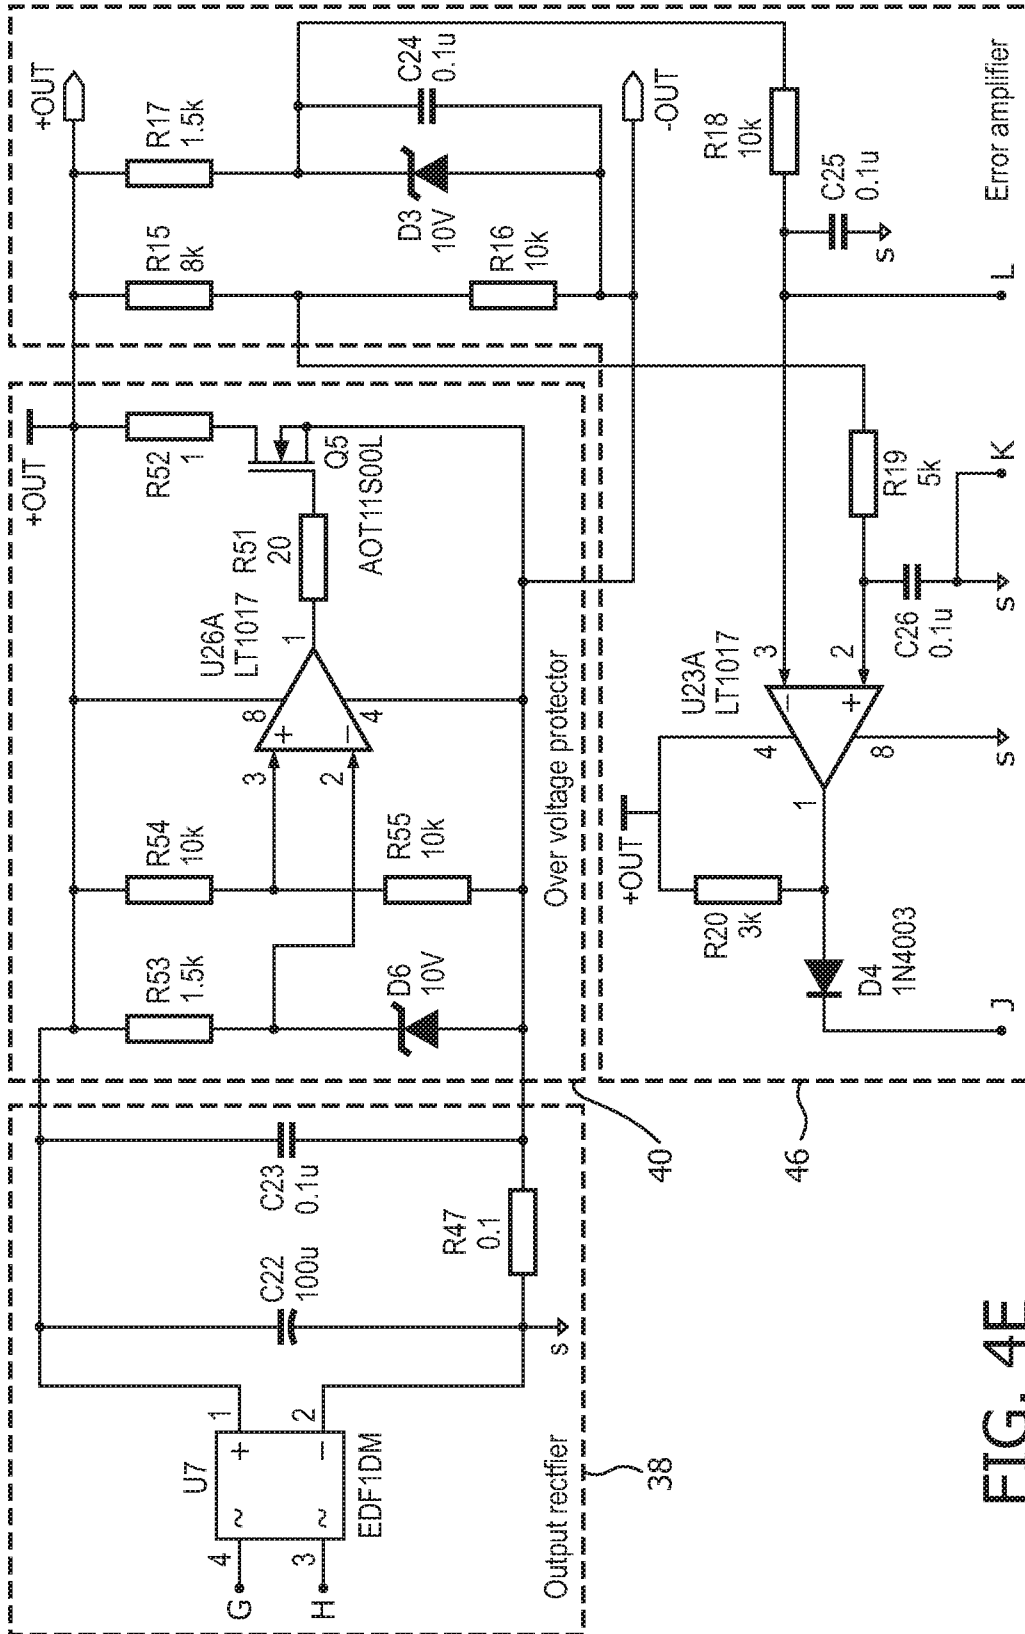 G
H
4
3
~
~
U7
+
−
1
2
EDF1DM
Output rectfier
38
C22
100u
s
C23
0.1u
R47
0.1
40
+OUT
R53
1.5k
D6
10V
R54
10k
R55
10k
3
2
+
−
8
4
1
U26A
LT1017
R51
20
R52
1
Q5
AOT11S00L
Over voltage protector
+OUT
R15
8k
R17
1.5k
D3
10V
C24
0.1u
R16
10k
-OUT
R18
10k
C25
0.1u
s
L
R19
5k
C26
0.1u
s
K
U23A
LT1017
3
2
−
+
4
8
1
s
+OUT
R20
3k
D4
1N4003
J
46
Error amplifier
FIG. 4E